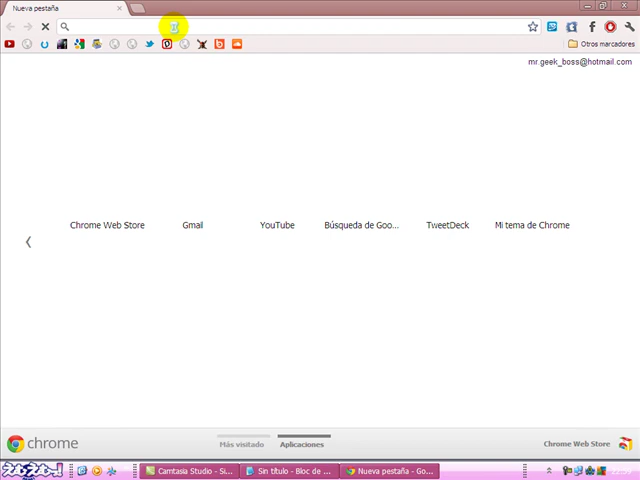 Nueva pestaña
Otros marcadores
mr.geek_boss@hotmail.com
Chrome Web Store
Gmail
YouTube
Búsqueda de Goo...
TweetDeck
Mi tema de Chrome
chrome
Más visitado
Aplicaciones
Chrome Web Store
Camtasia Studio - Si...
Sin título - Bloc de ...
Nueva pestaña - Go...